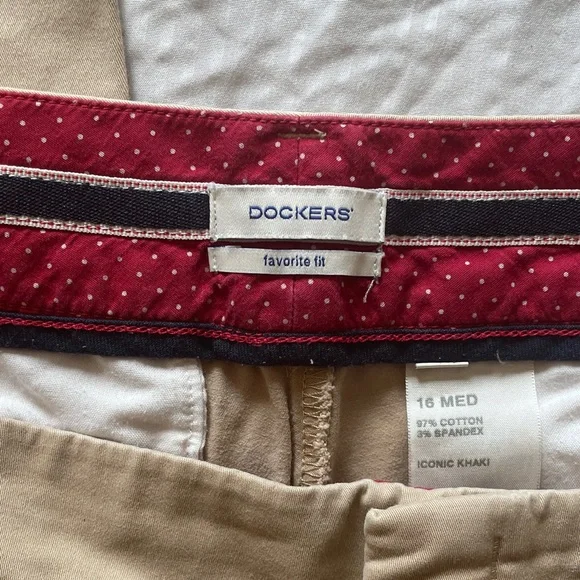 DOCKERS®
favorite fit
16 MED
97% COTTON
3% SPANDEX
ICONIC KHAKI